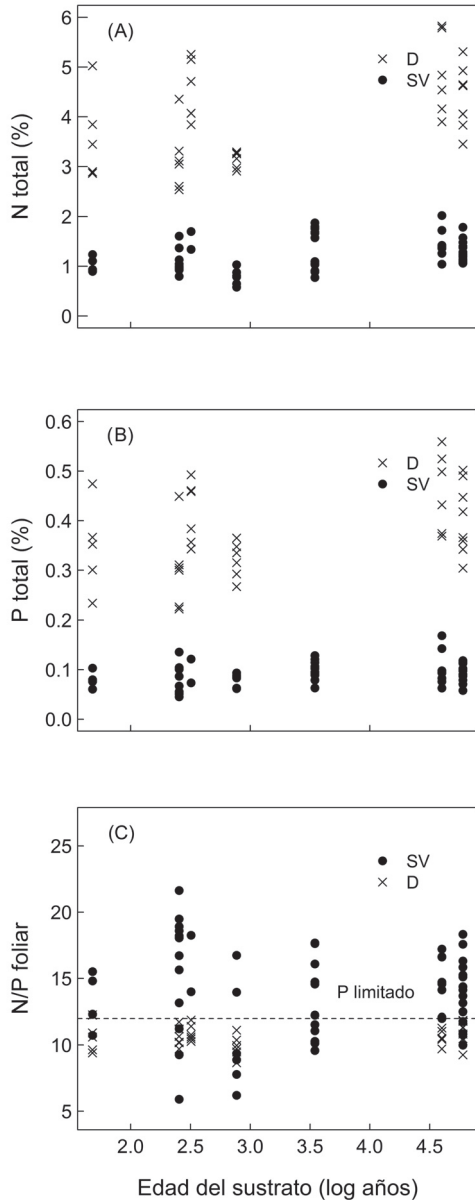 (A)
N total (%)
6
5
4
3
2
1
0
× D
● SV
(B)
P total (%)
0.6
0.5
0.4
0.3
0.2
0.1
0.0
× D
● SV
(C)
N/P foliar
25
20
15
10
5
● SV
× D
P limitado
2.0 2.5 3.0 3.5 4.0 4.5
Edad del sustrato (log años)